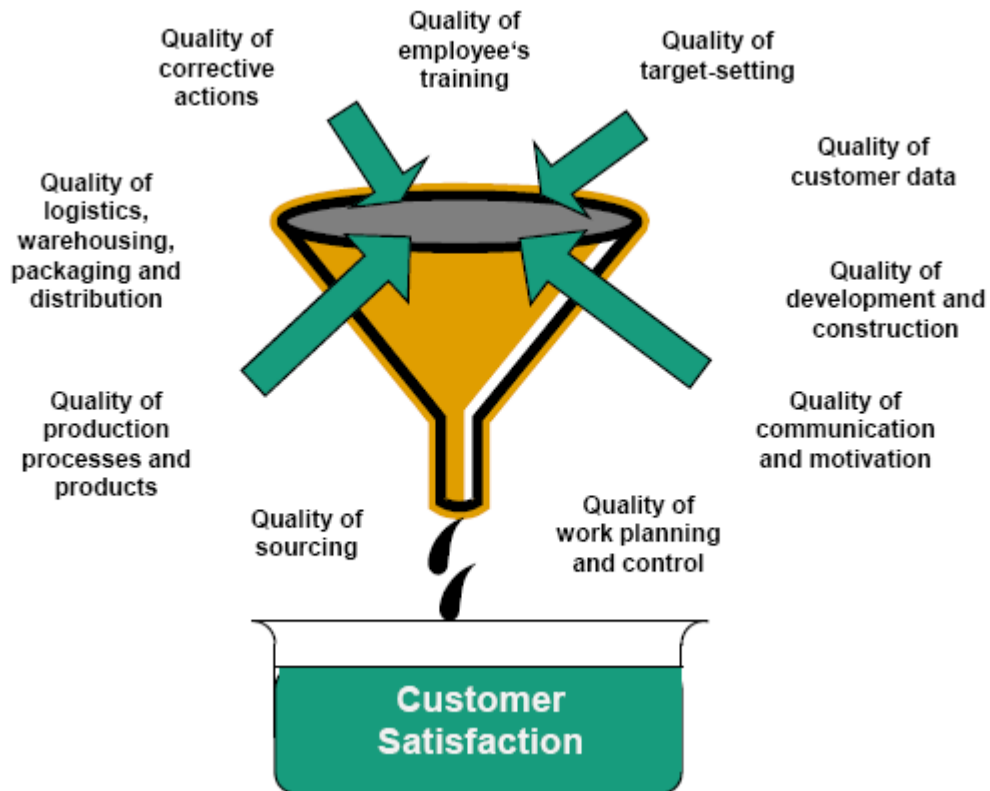 Quality of
corrective
actions
Quality of
employee‘s
training
Quality of
target-setting
Quality of
customer data
Quality of
logistics,
warehousing,
packaging and
distribution
Quality of
development and
construction
Quality of
production
processes and
products
Quality of
communication
and motivation
Quality of
sourcing
Quality of
work planning
and control
Customer
Satisfaction